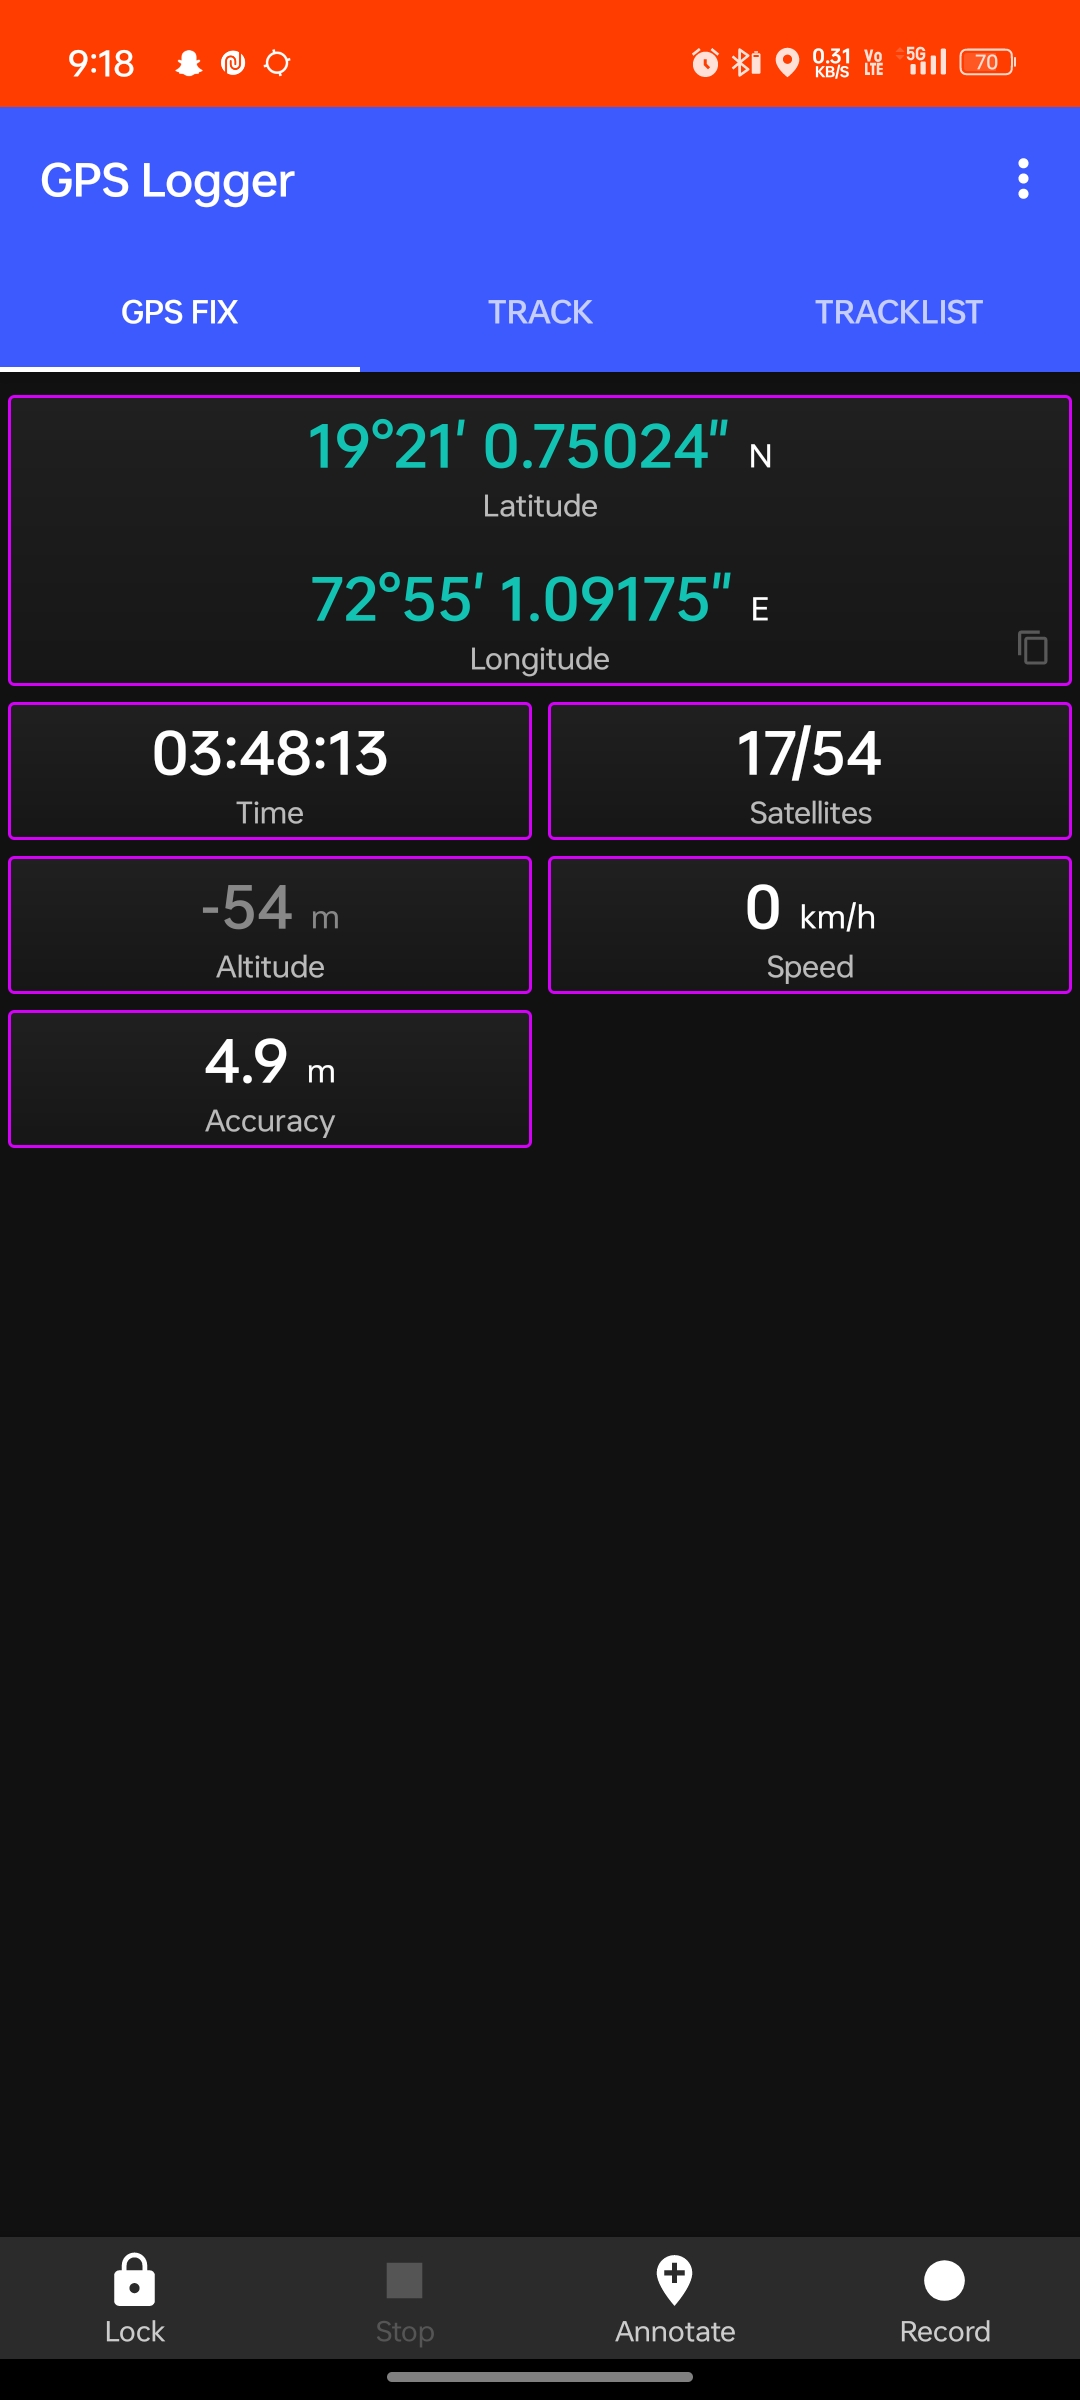 9:18
0.31 KB/S
Vo LTE
5G
70
GPS Logger
GPS FIX TRACK TRACKLIST
19°21′ 0.75024″ N
Latitude
72°55′ 1.09175″ E
Longitude
03:48:13 17/54
Time Satellites
-54 m 0 km/h
Altitude Speed
4.9 m
Accuracy
Lock Stop Annotate Record